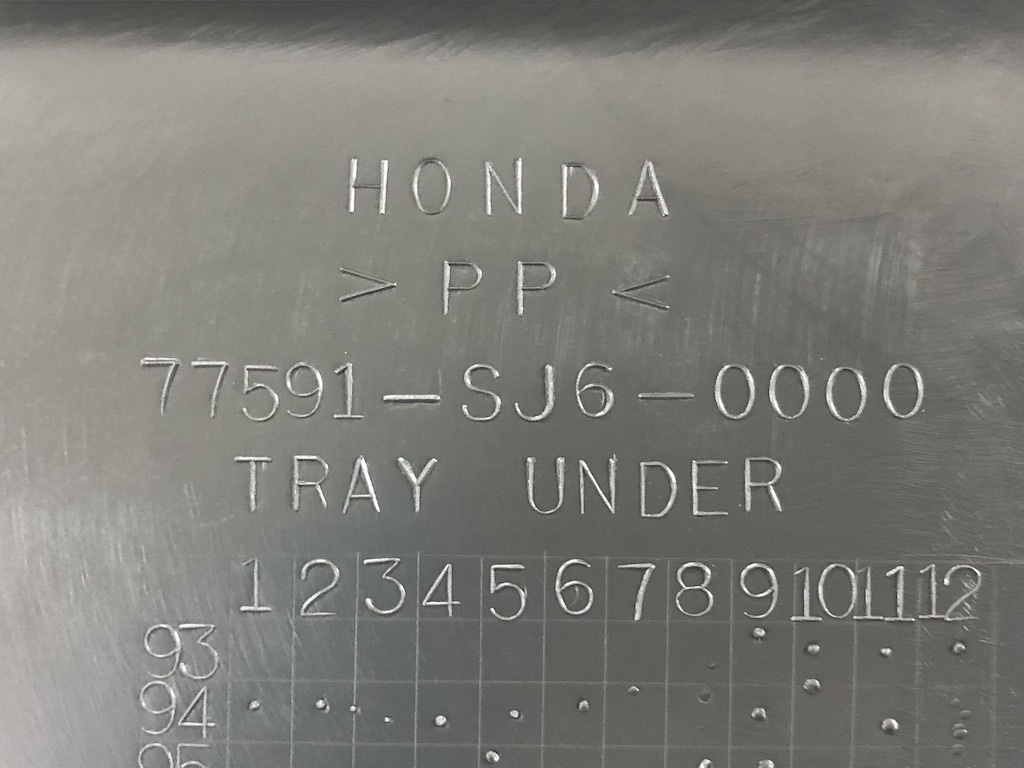 HONDA
>PP<
77591-SJ6-0000
TRAY UNDER
1 2 3 4 5 6 7 8 9 10 11 12
93
94
95